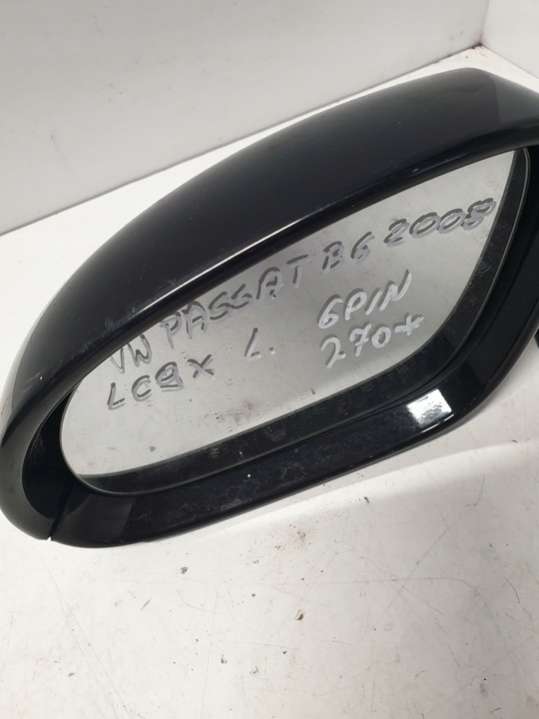 VW PASSAT B6 2008
LC9X L. 6PIN
270+